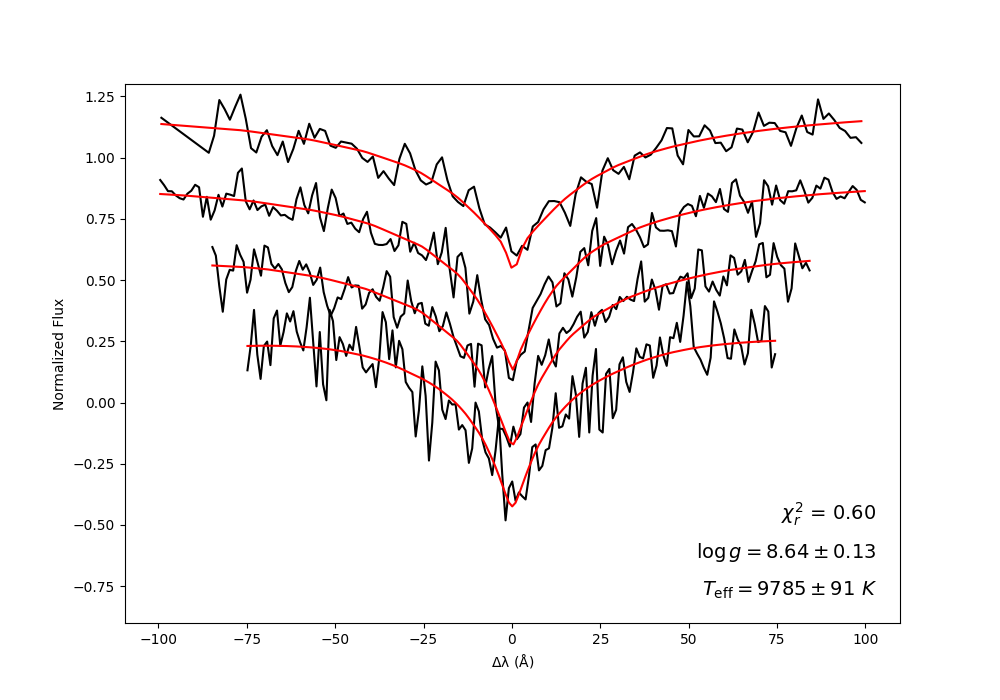 1.25
1.00
0.75
0.50
0.25
0.00
−0.25
−0.50
−0.75
Normalized Flux
χ²ᵣ = 0.60
log g = 8.64 ± 0.13
T_eff = 9785 ± 91 K
−100 −75 −50 −25 0 25 50 75 100
Δλ (Å)